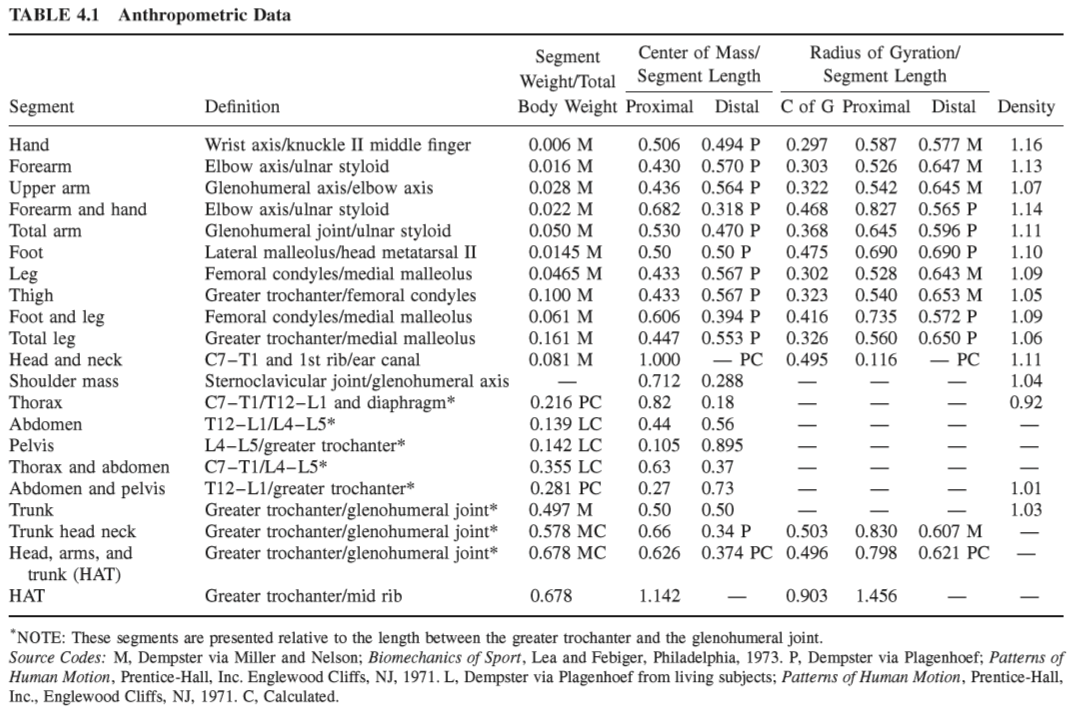 TABLE 4.1 Anthropometric Data
Segment Center of Mass/ Radius of Gyration/
Weight/Total Segment Length Segment Length
Segment Definition Body Weight Proximal Distal C of G Proximal Distal Density
Hand Wrist axis/knuckle II middle finger 0.006 M 0.506 0.494 P 0.297 0.587 0.577 M 1.16
Forearm Elbow axis/ulnar styloid 0.016 M 0.430 0.570 P 0.303 0.526 0.647 M 1.13
Upper arm Glenohumeral axis/elbow axis 0.028 M 0.436 0.564 P 0.322 0.542 0.645 M 1.07
Forearm and hand Elbow axis/ulnar styloid 0.022 M 0.682 0.318 P 0.468 0.827 0.565 P 1.14
Total arm Glenohumeral joint/ulnar styloid 0.050 M 0.530 0.470 P 0.368 0.645 0.596 P 1.11
Foot Lateral malleolus/head metatarsal II 0.0145 M 0.50 0.50 P 0.475 0.690 0.690 P 1.10
Leg Femoral condyles/medial malleolus 0.0465 M 0.433 0.567 P 0.302 0.528 0.643 M 1.09
Thigh Greater trochanter/femoral condyles 0.100 M 0.433 0.567 P 0.323 0.540 0.653 M 1.05
Foot and leg Femoral condyles/medial malleolus 0.061 M 0.606 0.394 P 0.416 0.735 0.572 P 1.09
Total leg Greater trochanter/medial malleolus 0.161 M 0.447 0.553 P 0.326 0.560 0.650 P 1.06
Head and neck C7–T1 and 1st rib/ear canal 0.081 M 1.000 — PC 0.495 0.116 — PC 1.11
Shoulder mass Sternoclavicular joint/glenohumeral axis — 0.712 0.288 — — — 1.04
Thorax C7–T1/T12–L1 and diaphragm* 0.216 PC 0.82 0.18 — — — 0.92
Abdomen T12–L1/L4–L5* 0.139 LC 0.44 0.56 — — — —
Pelvis L4–L5/greater trochanter* 0.142 LC 0.105 0.895 — — — —
Thorax and abdomen C7–T1/L4–L5* 0.355 LC 0.63 0.37 — — — —
Abdomen and pelvis T12–L1/greater trochanter* 0.281 PC 0.27 0.73 — — — 1.01
Trunk Greater trochanter/glenohumeral joint* 0.497 M 0.50 0.50 — — — 1.03
Trunk head neck Greater trochanter/glenohumeral joint* 0.578 MC 0.66 0.34 P 0.503 0.830 0.607 M —
Head, arms, and Greater trochanter/glenohumeral joint* 0.678 MC 0.626 0.374 PC 0.496 0.798 0.621 PC —
trunk (HAT)
HAT Greater trochanter/mid rib 0.678 1.142 — 0.903 1.456 — —
*NOTE: These segments are presented relative to the length between the greater trochanter and the glenohumeral joint.
Source Codes: M, Dempster via Miller and Nelson; Biomechanics of Sport, Lea and Febiger, Philadelphia, 1973. P, Dempster via Plagenhoef; Patterns of
Human Motion, Prentice-Hall, Inc. Englewood Cliffs, NJ, 1971. L, Dempster via Plagenhoef from living subjects; Patterns of Human Motion, Prentice-Hall,
Inc., Englewood Cliffs, NJ, 1971. C, Calculated.